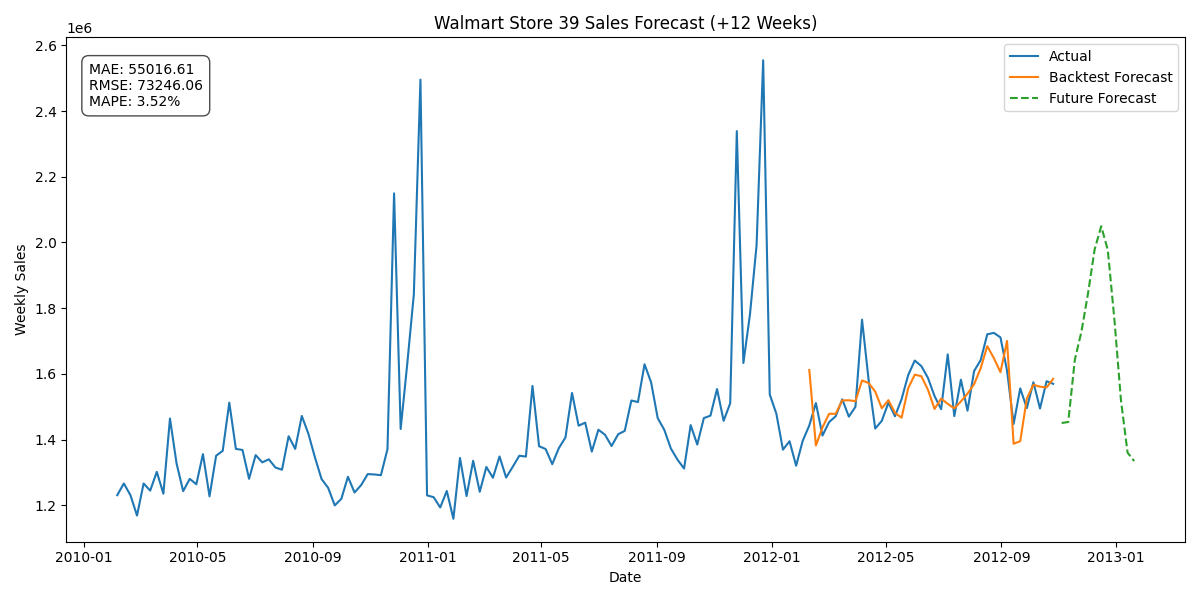 Walmart Store 39 Sales Forecast (+12 Weeks)
1e6
MAE: 55016.61
RMSE: 73246.06
MAPE: 3.52%
Actual
Backtest Forecast
Future Forecast
Weekly Sales
2.6
2.4
2.2
2.0
1.8
1.6
1.4
1.2
2010-01 2010-05 2010-09 2011-01 2011-05 2011-09 2012-01 2012-05 2012-09 2013-01
Date